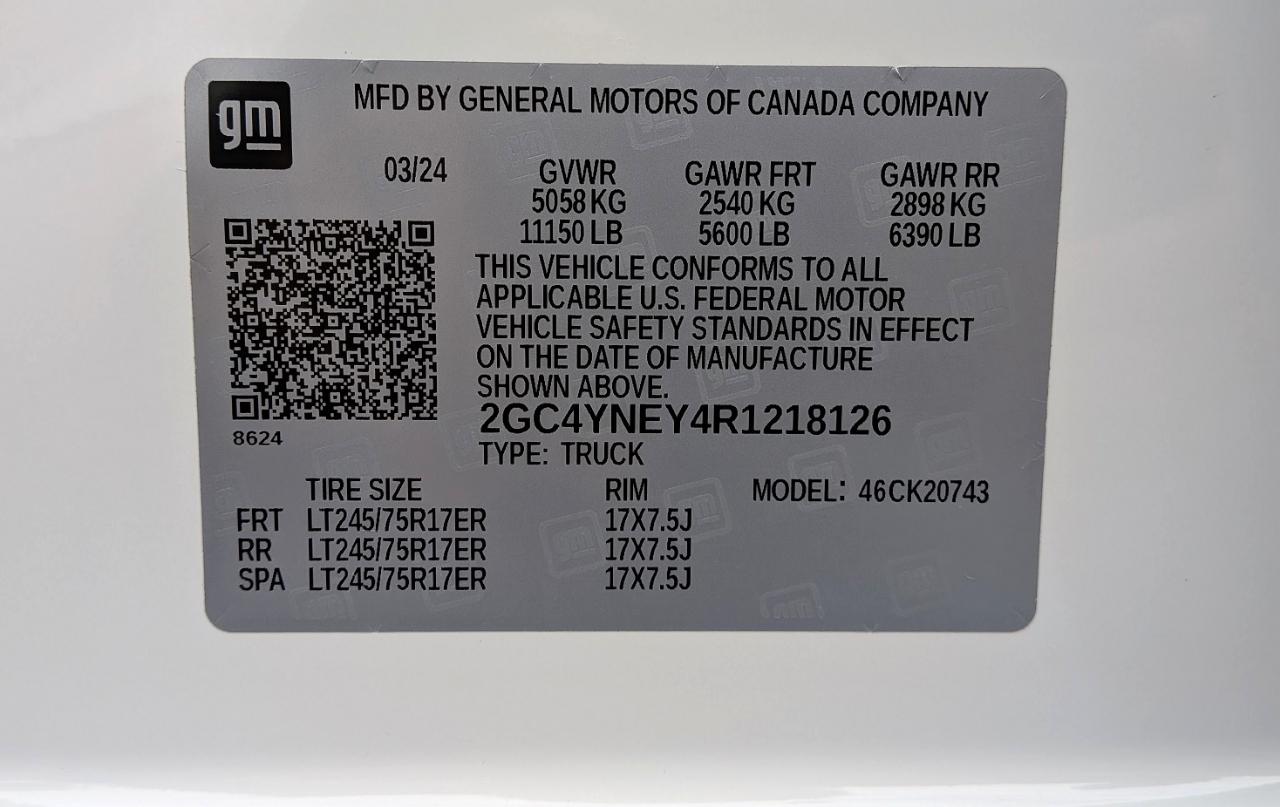 gm
MFD BY GENERAL MOTORS OF CANADA COMPANY
03/24 GVWR GAWR FRT GAWR RR
5058 KG 2540 KG 2898 KG
11150 LB 5600 LB 6390 LB
THIS VEHICLE CONFORMS TO ALL
APPLICABLE U.S. FEDERAL MOTOR
VEHICLE SAFETY STANDARDS IN EFFECT
ON THE DATE OF MANUFACTURE
SHOWN ABOVE.
8624
2GC4YNEY4R1218126
TYPE: TRUCK
TIRE SIZE RIM MODEL: 46CK20743
FRT LT245/75R17ER 17X7.5J
RR LT245/75R17ER 17X7.5J
SPA LT245/75R17ER 17X7.5J